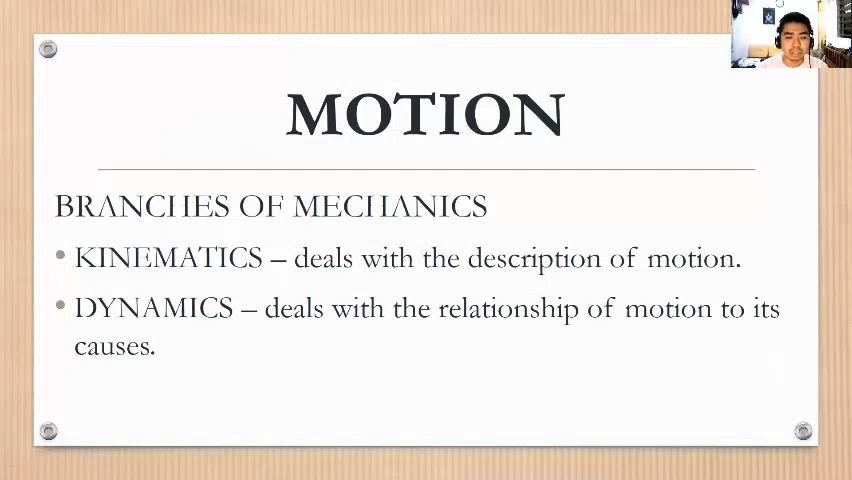 MOTION
BRANCHES OF MECHANICS
• KINEMATICS – deals with the description of motion.
• DYNAMICS – deals with the relationship of motion to its
causes.